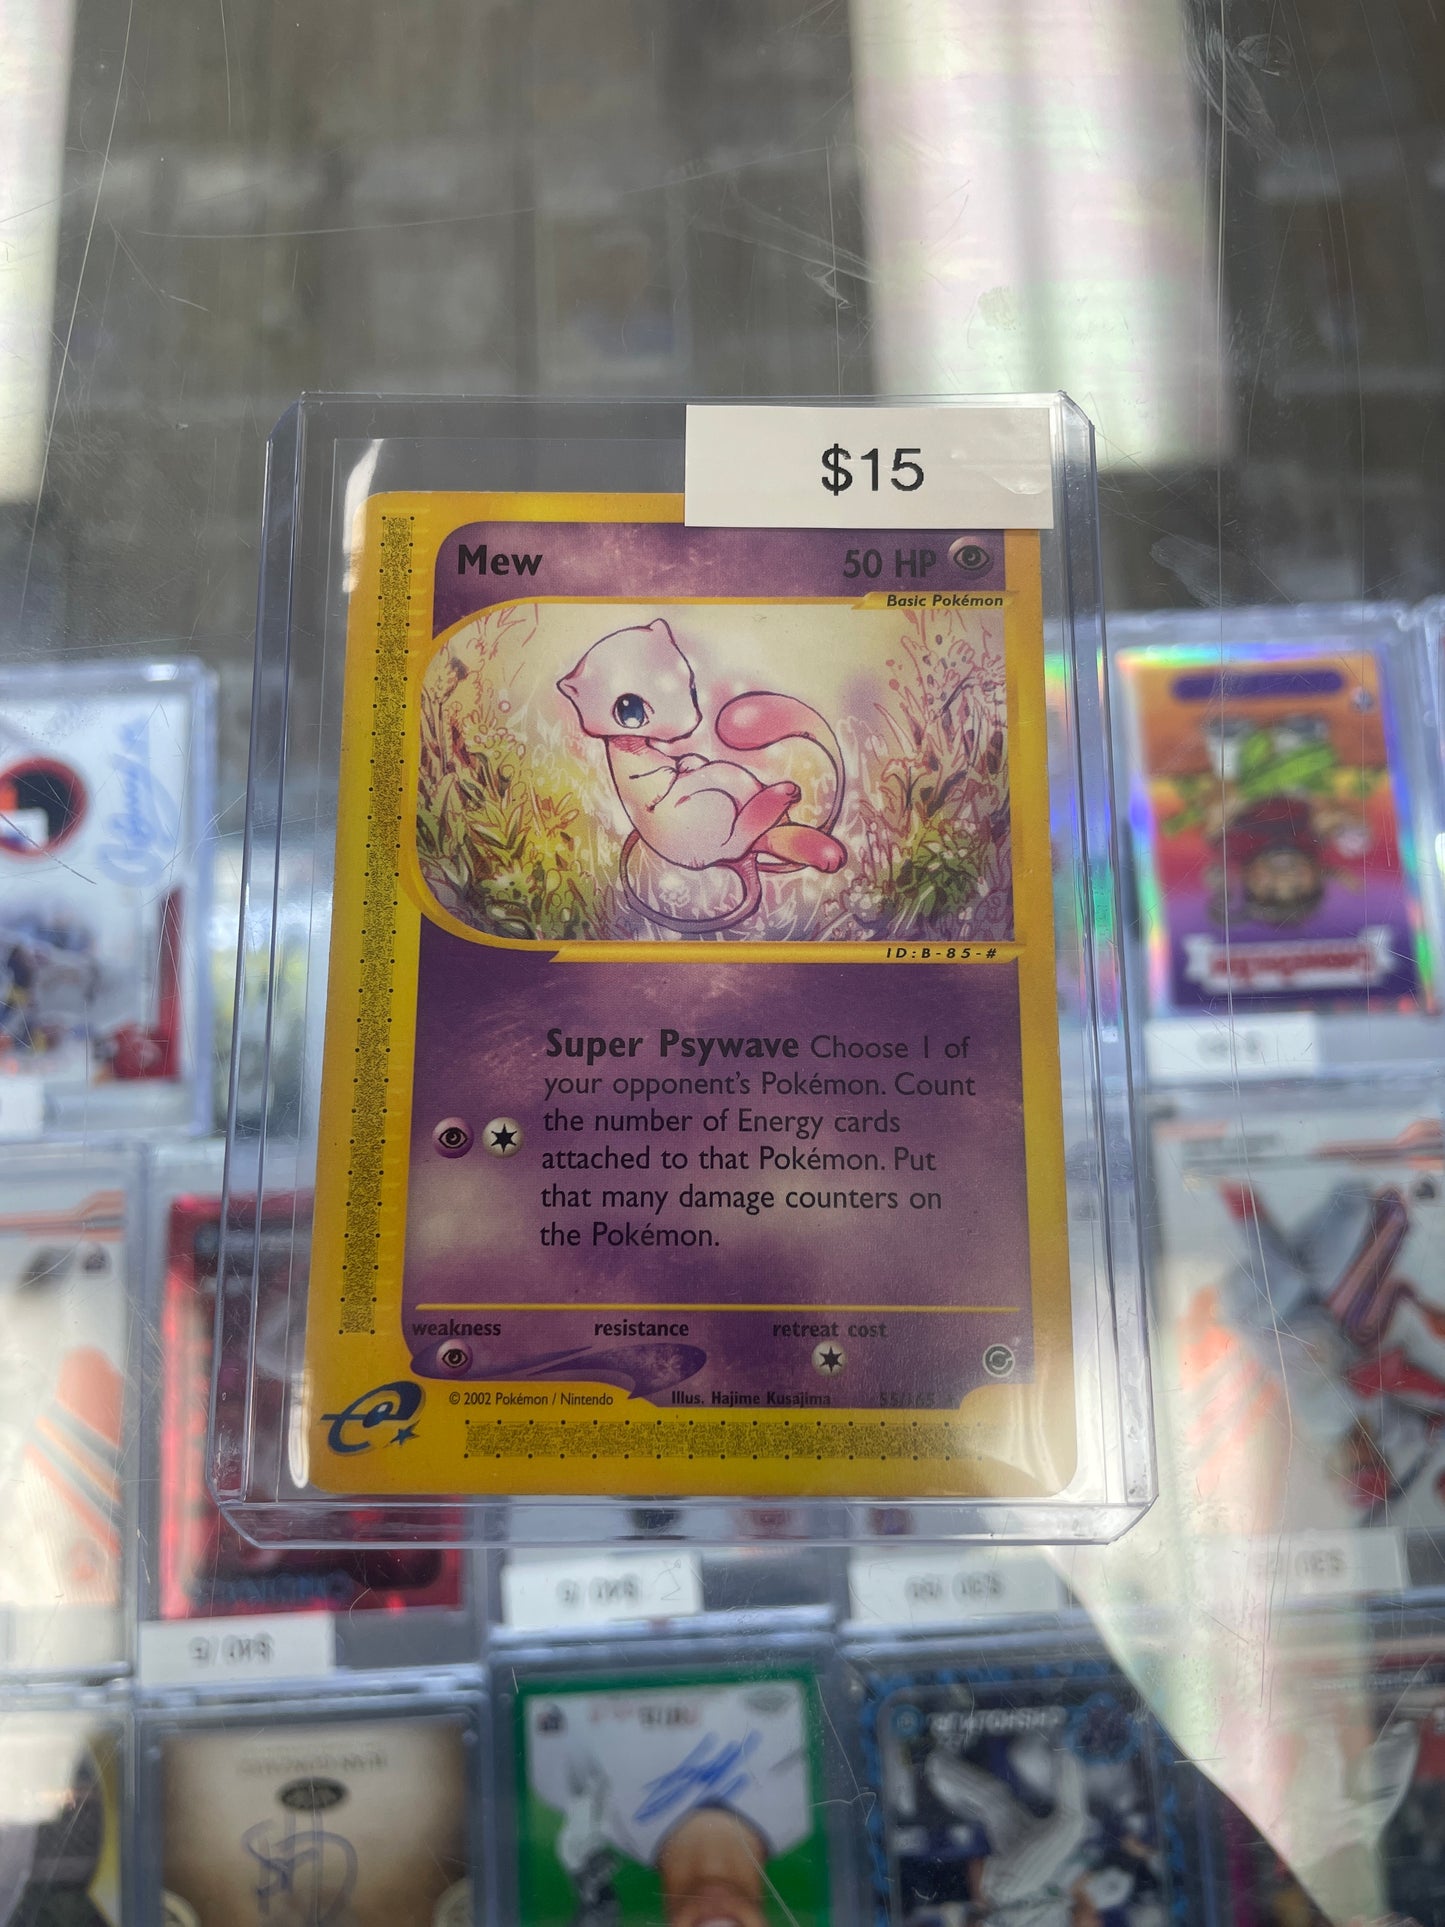 $15
Mew 50 HP
Basic Pokémon
ID:B-85-#
Super Psywave Choose 1 of
your opponent's Pokémon. Count
the number of Energy cards
attached to that Pokémon. Put
that many damage counters on
the Pokémon.
weakness resistance retreat cost
© 2002 Pokémon / Nintendo Illus. Hajime Kusajima 55/165